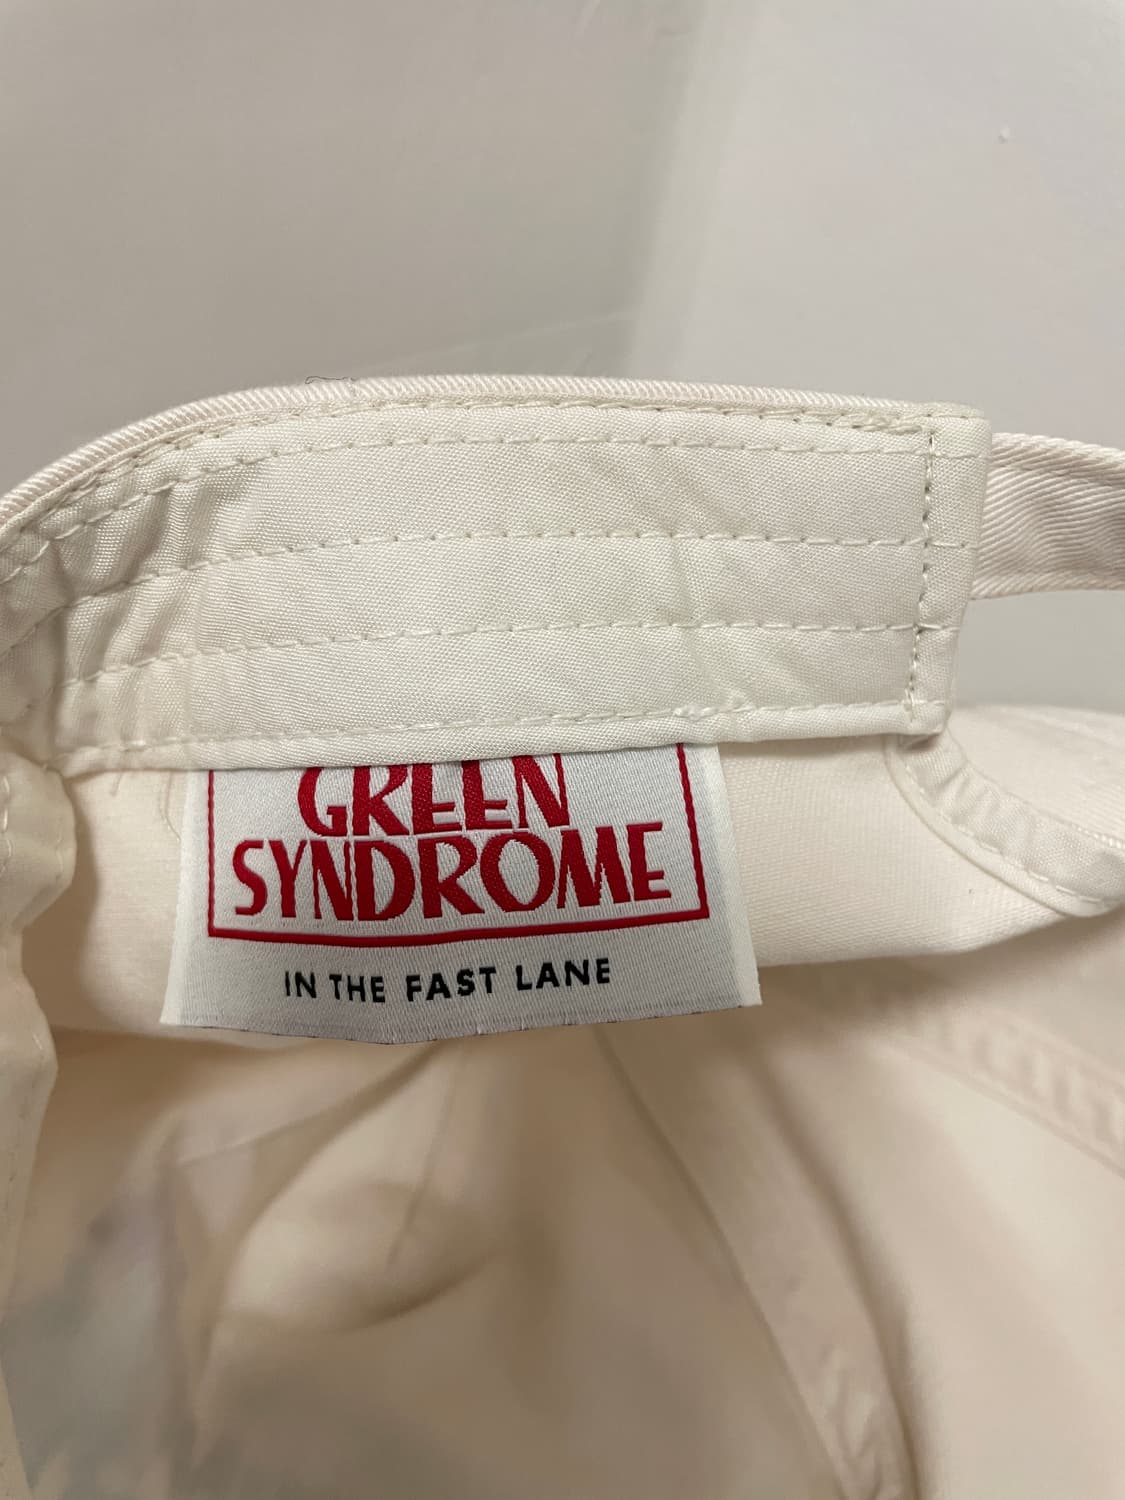 GREEN
SYNDROME
IN THE FAST LANE